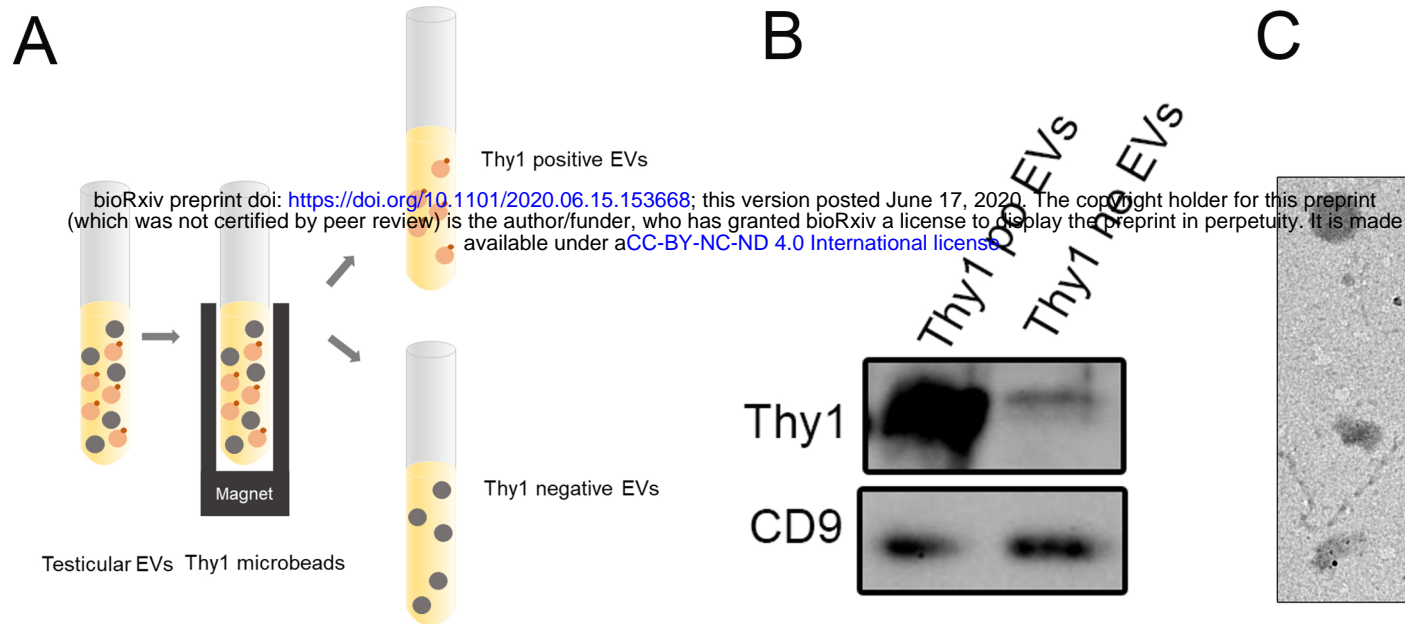 A
B
C
Thy1 positive EVs
bioRxiv preprint doi: https://doi.org/10.1101/2020.06.15.153668; this version posted June 17, 2020. The copyright holder for this preprint
(which was not certified by peer review) is the author/funder, who has granted bioRxiv a license to display the preprint in perpetuity. It is made
available under aCC-BY-NC-ND 4.0 International license
Thy1 po EVs
Thy1 ne EVs
Thy1
CD9
Magnet
Thy1 negative EVs
Testicular EVs
Thy1 microbeads